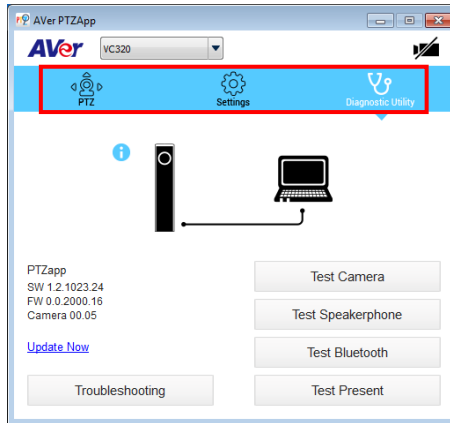 AVer PTZApp
AVer VC320
PTZ Settings Diagnostic Utility
i
PTZapp
SW 1.2.1023.24
FW 0.0.2000.16
Camera 00.05
Update Now
Test Camera
Test Speakerphone
Test Bluetooth
Troubleshooting
Test Present